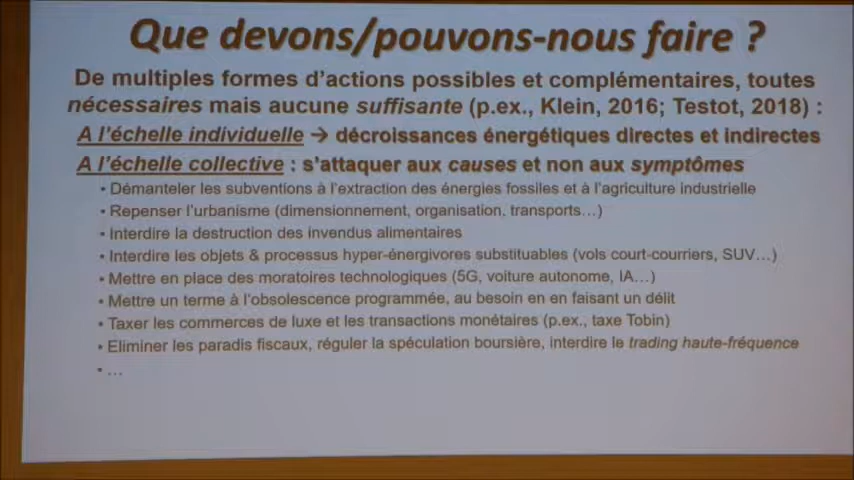 Que devons/pouvons-nous faire ?
De multiples formes d’actions possibles et complémentaires, toutes
nécessaires mais aucune suffisante (p.ex., Klein, 2016; Testot, 2018) :
A l’échelle individuelle → décroissances énergétiques directes et indirectes
A l’échelle collective : s’attaquer aux causes et non aux symptômes
• Démanteler les subventions à l’extraction des énergies fossiles et à l’agriculture industrielle
• Repenser l’urbanisme (dimensionnement, organisation, transports…)
• Interdire la destruction des invendus alimentaires
• Interdire les objets & processus hyper-énergivores substituables (vols court-courriers, SUV…)
• Mettre en place des moratoires technologiques (5G, voiture autonome, IA…)
• Mettre un terme à l’obsolescence programmée, au besoin en en faisant un délit
• Taxer les commerces de luxe et les transactions monétaires (p.ex., taxe Tobin)
• Eliminer les paradis fiscaux, réguler la spéculation boursière, interdire le trading haute-fréquence
• …